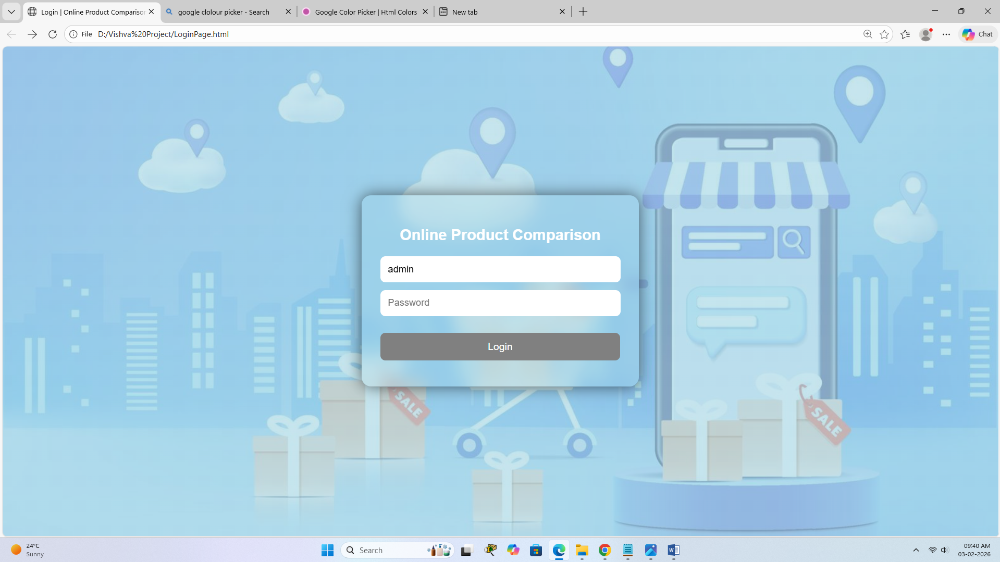 Login | Online Product Comparison
google clolour picker - Search
Google Color Picker | Html Colors
New tab
File
D:/Vishva%20Project/LoginPage.html
Chat
Online Product Comparison
admin
Password
Login
SALE
SALE
24°C
Sunny
Search
09:40 AM
03-02-2026